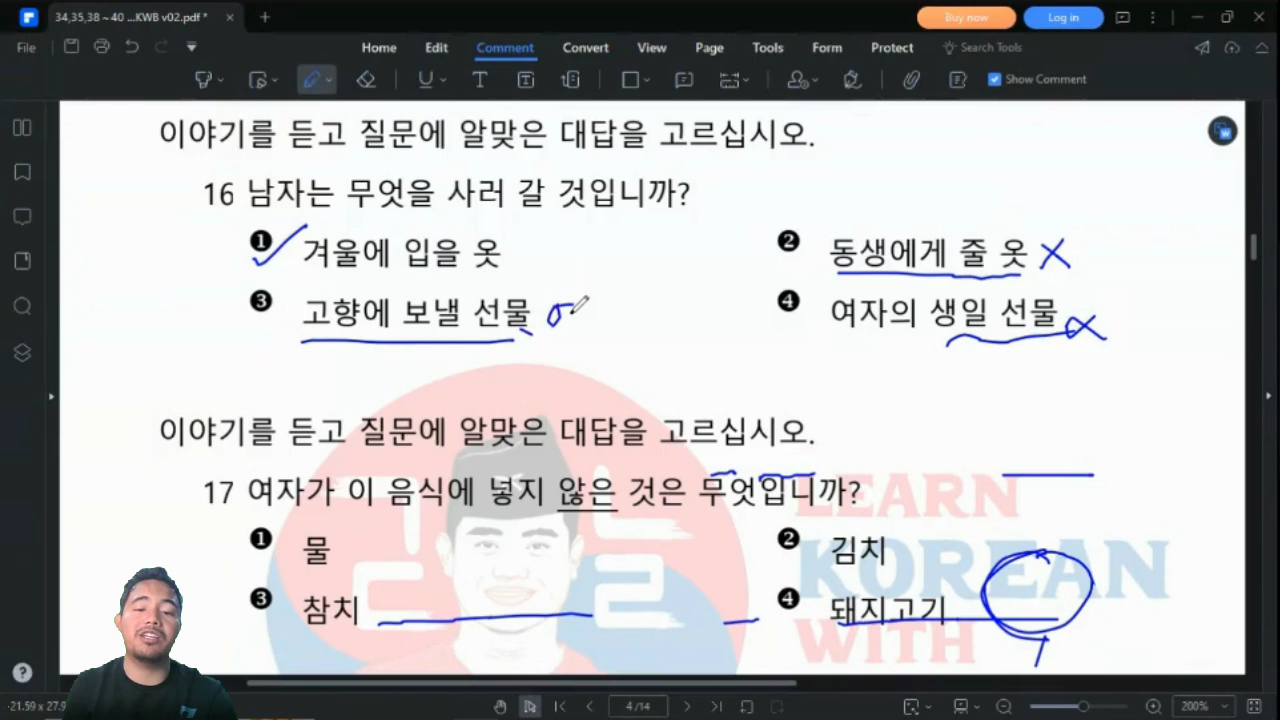 34,35,38 ~ 40 ...KWB v02.pdf *
Buy now
Log in
File
Home Edit Comment Convert View Page Tools Form Protect Search Tools
Show Comment
이야기를 듣고 질문에 알맞은 대답을 고르십시오.
16 남자는 무엇을 사러 갈 것입니까?
❶ 겨울에 입을 옷
❷ 동생에게 줄 옷
❸ 고향에 보낼 선물
❹ 여자의 생일 선물
이야기를 듣고 질문에 알맞은 대답을 고르십시오.
17 여자가 이 음식에 넣지 않은 것은 무엇입니까?
❶ 물
❷ 김치
❸ 참치
❹ 돼지고기
LEARN
KOREAN
WITH
4 /14
200%